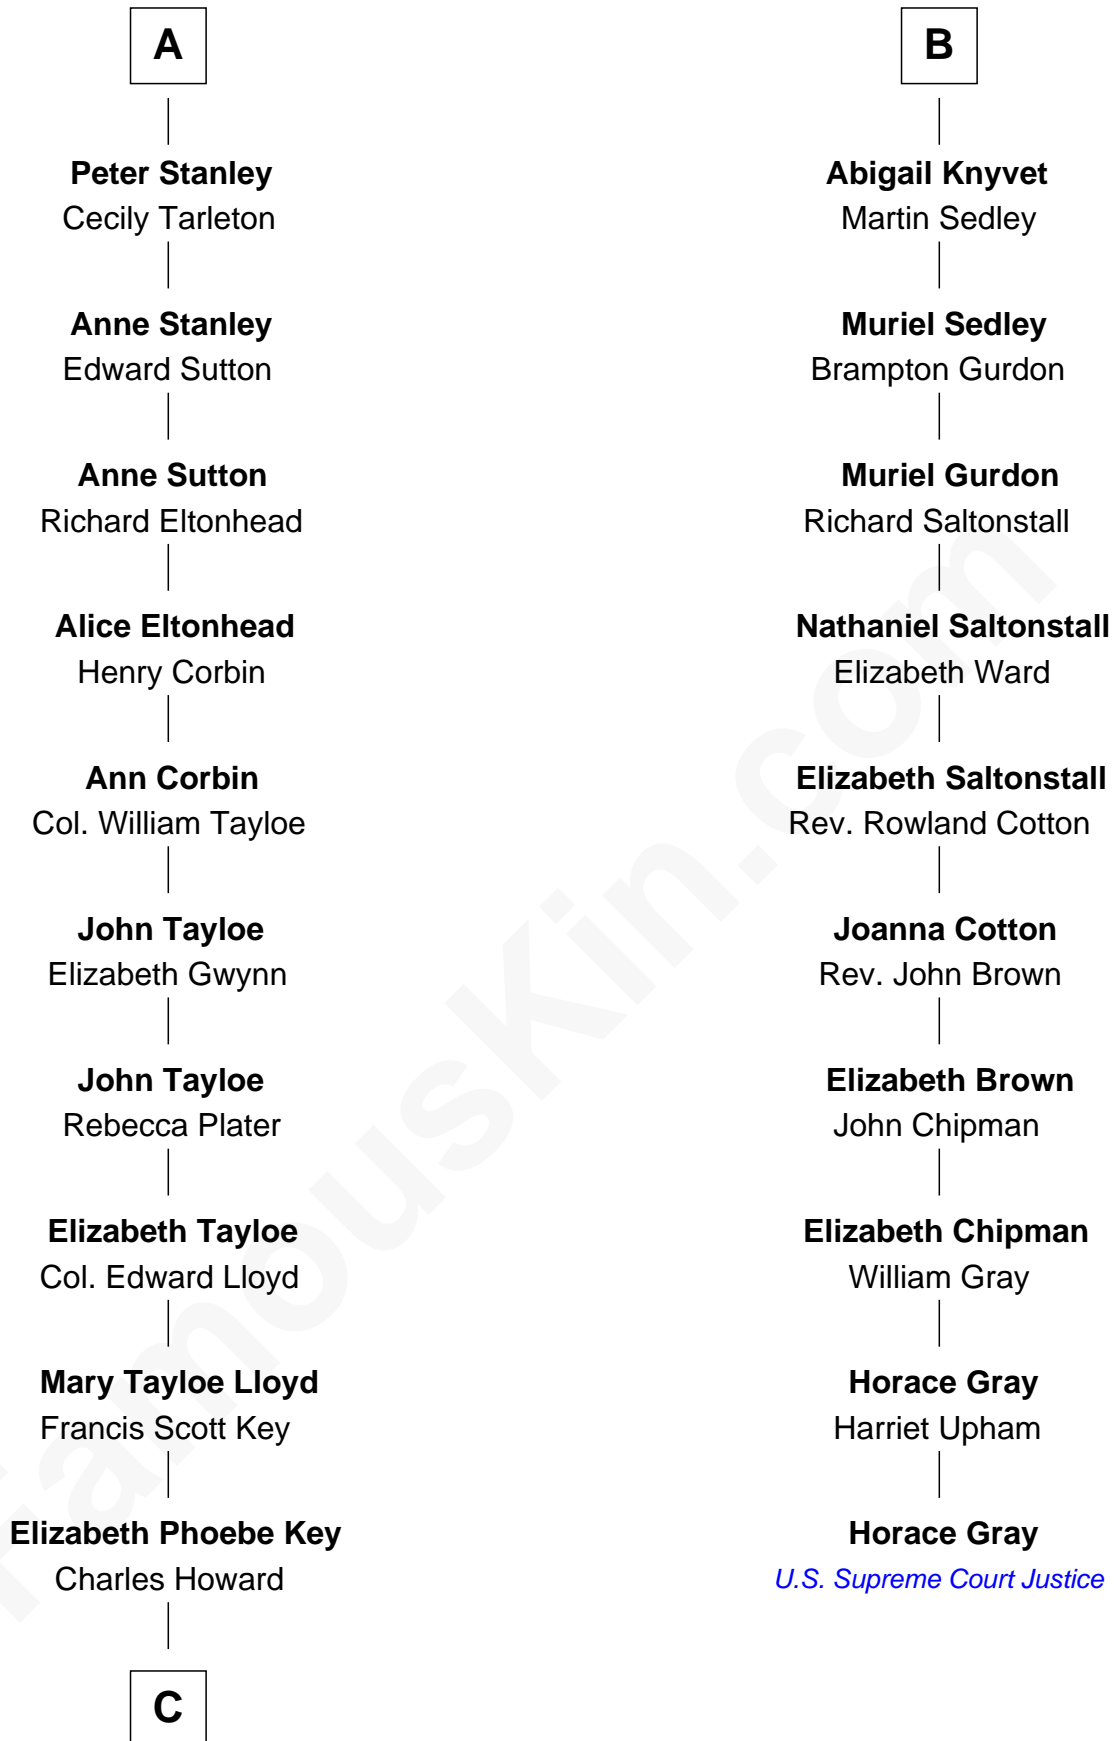 A
Peter Stanley
Cecily Tarleton
Anne Stanley
Edward Sutton
Anne Sutton
Richard Eltonhead
Alice Eltonhead
Henry Corbin
Ann Corbin
Col. William Tayloe
John Tayloe
Elizabeth Gwynn
John Tayloe
Rebecca Plater
Elizabeth Tayloe
Col. Edward Lloyd
Mary Tayloe Lloyd
Francis Scott Key
Elizabeth Phoebe Key
Charles Howard
C
B
Abigail Knyvet
Martin Sedley
Muriel Sedley
Brampton Gurdon
Muriel Gurdon
Richard Saltonstall
Nathaniel Saltonstall
Elizabeth Ward
Elizabeth Saltonstall
Rev. Rowland Cotton
Joanna Cotton
Rev. John Brown
Elizabeth Brown
John Chipman
Elizabeth Chipman
William Gray
Horace Gray
Harriet Upham
Horace Gray
U.S. Supreme Court Justice
FamousKin.com